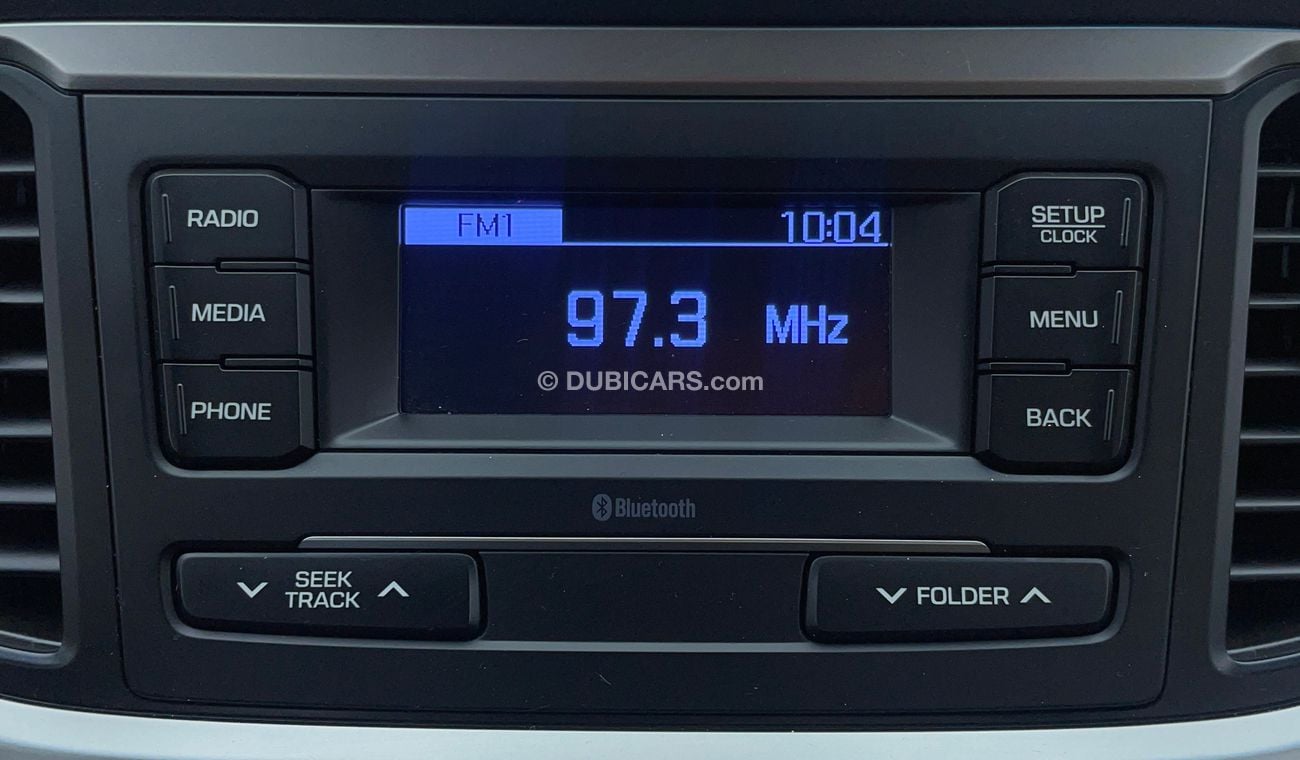 RADIO
MEDIA
PHONE
FM1 10:04
97.3 MHz
© DUBICARS.com
SETUP
CLOCK
MENU
BACK
Bluetooth
SEEK
TRACK
FOLDER